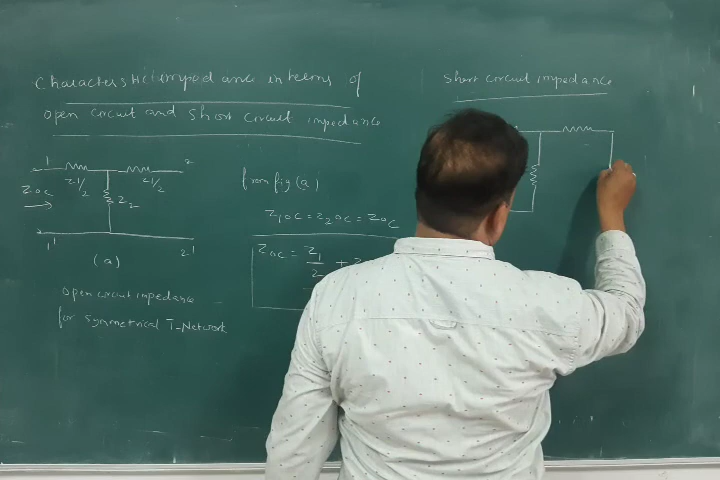 Characteristic impedance in terms of
open circuit and short circuit impedance
1 2
Z1/2 Z1/2
Zoc Z2
1' 2'
(a)
open circuit impedance
for symmetrical T-Network
from fig (a)
Z1oc = Z2oc = Zoc
Zoc = Z1/2 +
Short circuit impedance